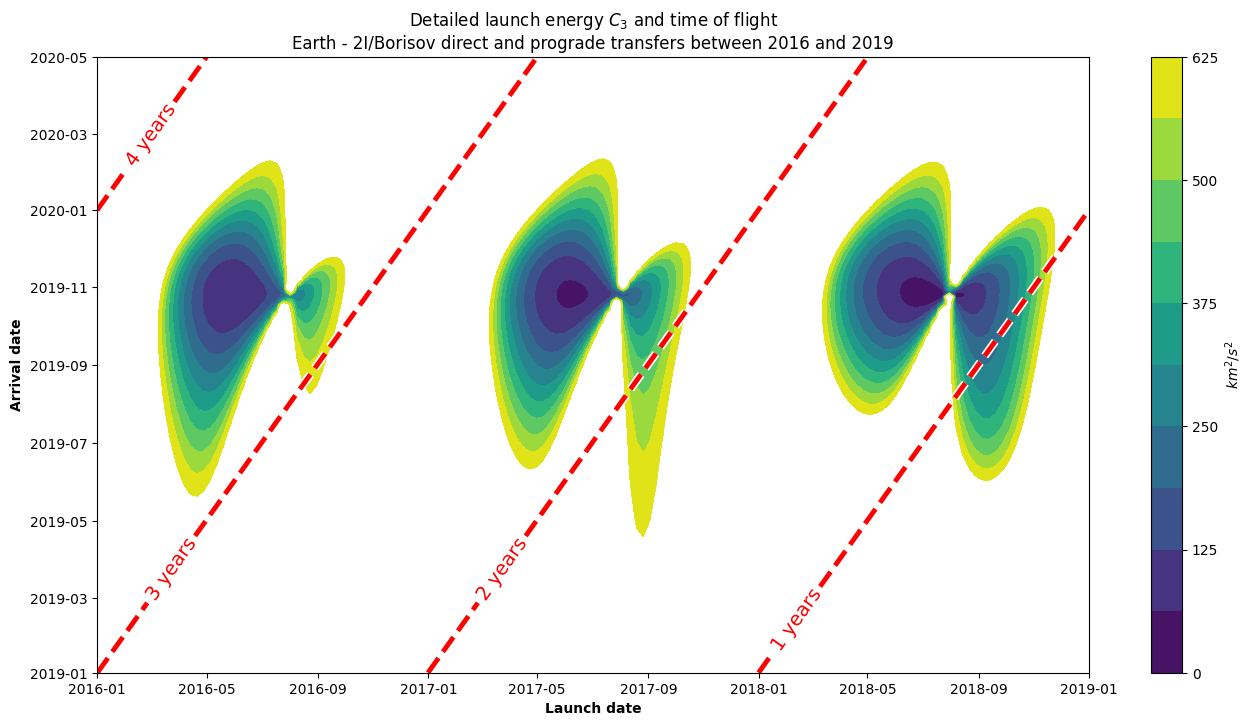 Detailed launch energy C₃ and time of flight
Earth - 2I/Borisov direct and prograde transfers between 2016 and 2019
2020-05
2020-03
2020-01
2019-11
2019-09
2019-07
2019-05
2019-03
2019-01
Arrival date
4 years
3 years
2 years
1 years
2016-01
2016-05
2016-09
2017-01
2017-05
2017-09
2018-01
2018-05
2018-09
2019-01
Launch date
625
500
375
250
125
0
km²/s²